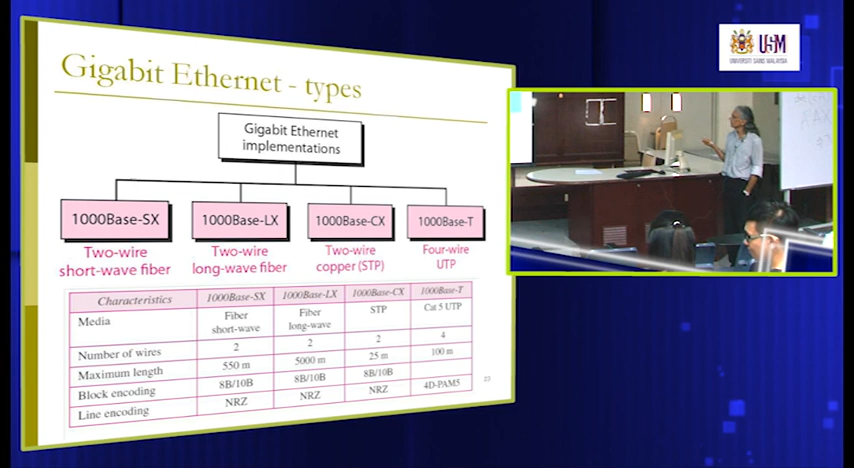 Gigabit Ethernet - types
Gigabit Ethernet
implementations
1000Base-SX
1000Base-LX
1000Base-CX
1000Base-T
Two-wire
short-wave fiber
Two-wire
long-wave fiber
Two-wire
copper (STP)
Four-wire
UTP
Characteristics 1000Base-SX 1000Base-LX 1000Base-CX 1000Base-T
Media Fiber short-wave Fiber long-wave STP Cat 5 UTP
Number of wires 2 2 2 4
Maximum length 550 m 5000 m 25 m 100 m
Block encoding 8B/10B 8B/10B 8B/10B
Line encoding NRZ NRZ NRZ 4D-PAM5
23
USM
UNIVERSITI SAINS MALAYSIA